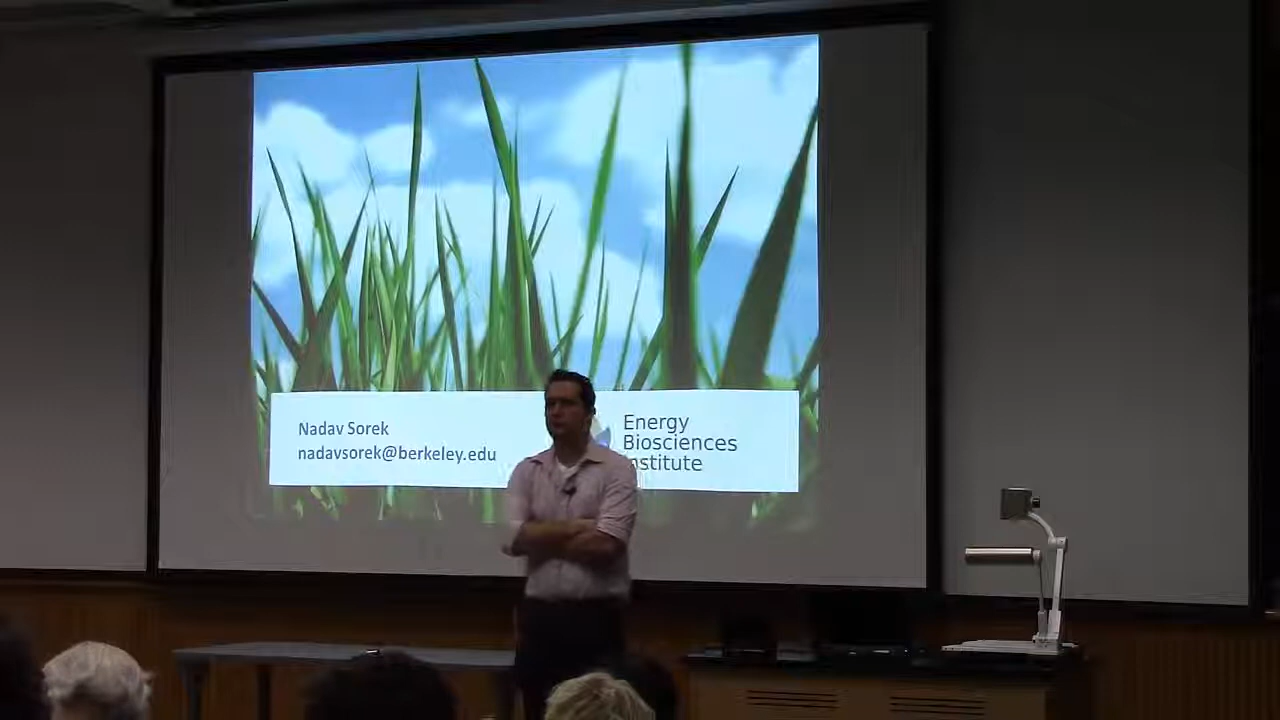 Nadav Sorek
nadavsorek@berkeley.edu
Energy
Biosciences
Institute